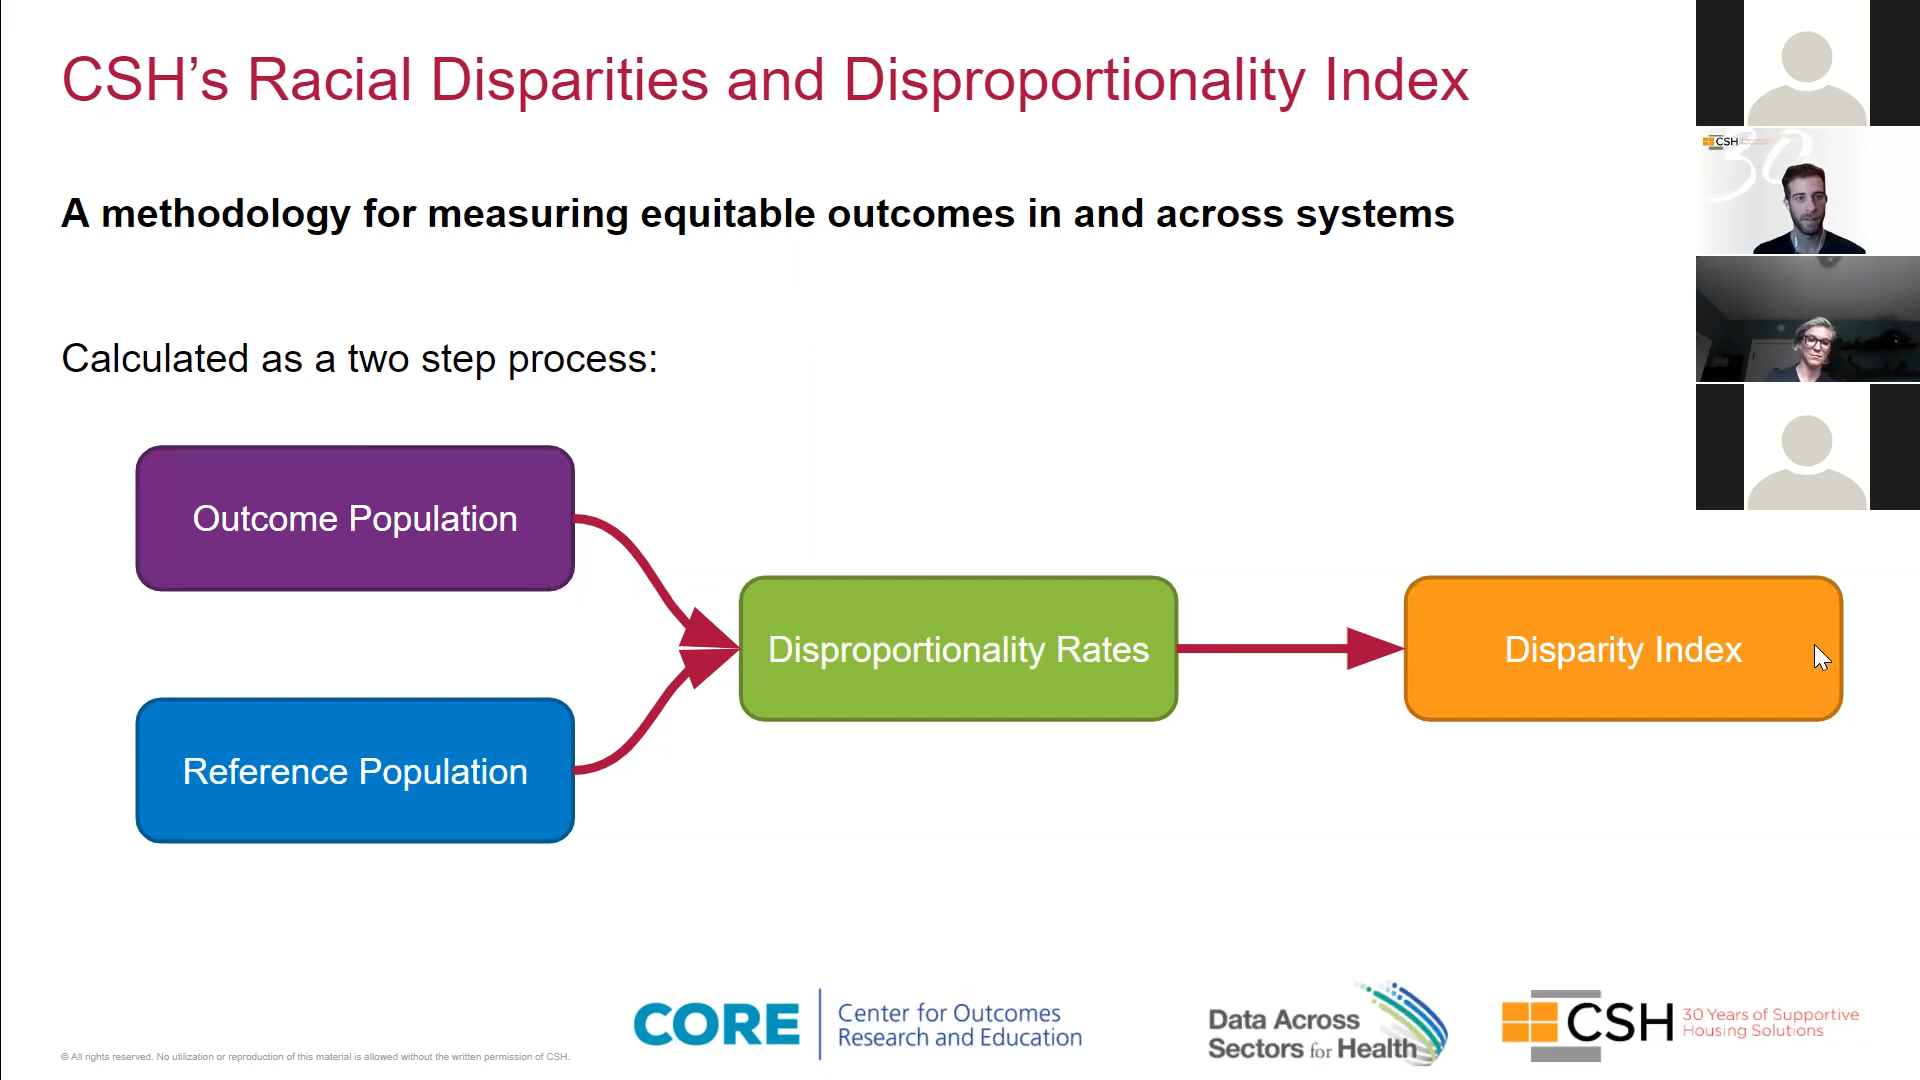 CSH’s Racial Disparities and Disproportionality Index
A methodology for measuring equitable outcomes in and across systems
Calculated as a two step process:
Outcome Population
Reference Population
Disproportionality Rates
Disparity Index
CSH
30
© All rights reserved. No utilization or reproduction of this material is allowed without the written permission of CSH.
CORE
Center for Outcomes
Research and Education
Data Across
Sectors for Health
CSH
30 Years of Supportive
Housing Solutions